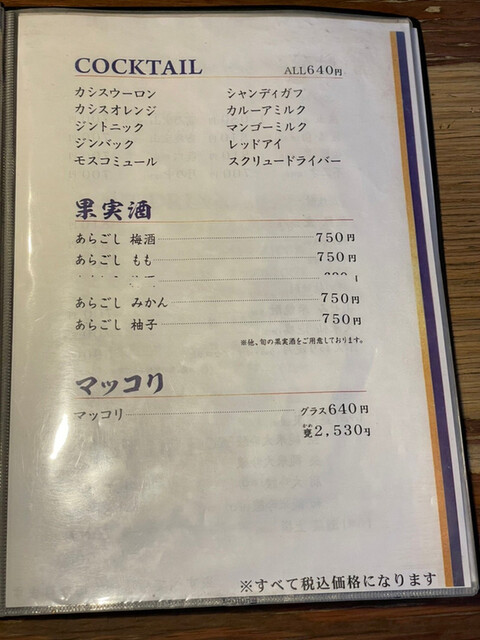 COCKTAIL ALL640円
カシスウーロン シャンディガフ
カシスオレンジ カルーアミルク
ジントニック マンゴーミルク
ジンバック レッドアイ
モスコミュール スクリュードライバー
果実酒
あらごし 梅酒 750円
あらごし もも 750円
あらごし みかん 750円
あらごし 柚子 750円
※他、旬の果実酒をご用意しております。
マッコリ
マッコリ グラス640円
甕2,530円
※すべて税込価格になります